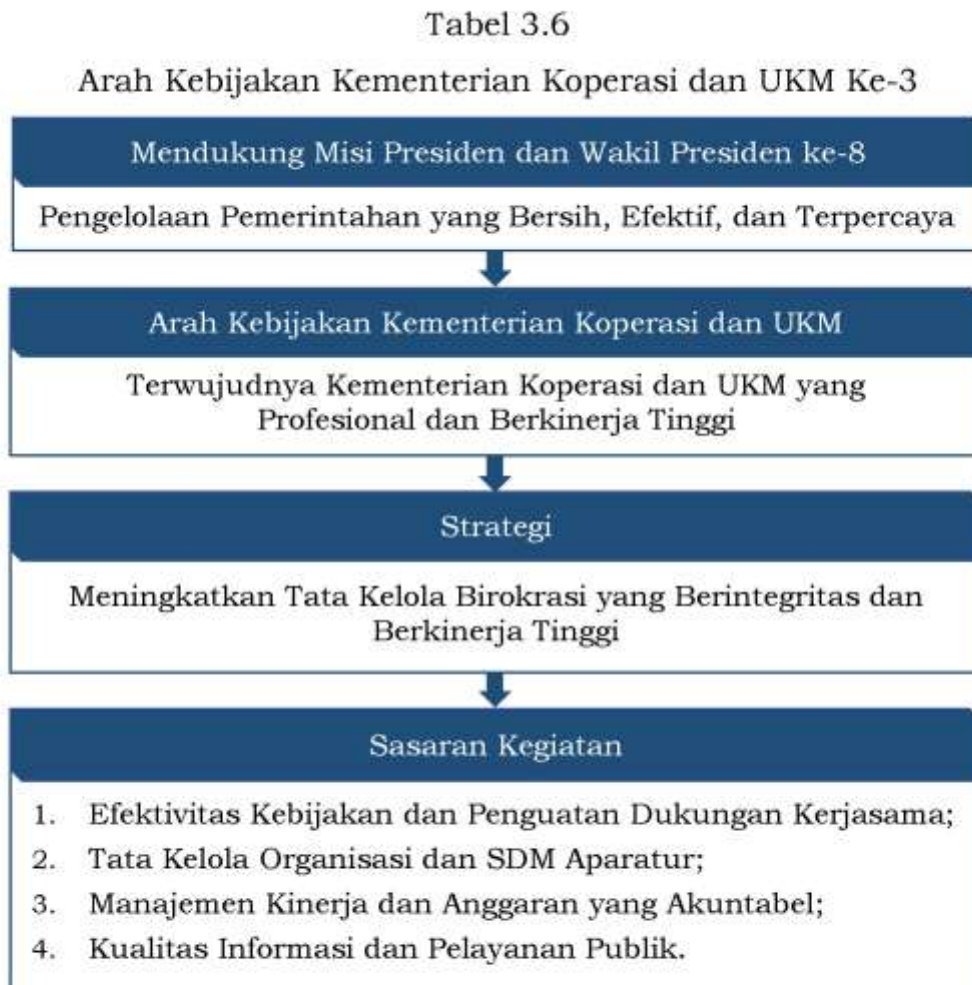 Tabel 3.6
Arah Kebijakan Kementerian Koperasi dan UKM Ke-3
Mendukung Misi Presiden dan Wakil Presiden ke-8
Pengelolaan Pemerintahan yang Bersih, Efektif, dan Terpercaya
Arah Kebijakan Kementerian Koperasi dan UKM
Terwujudnya Kementerian Koperasi dan UKM yang
Profesional dan Berkinerja Tinggi
Strategi
Meningkatkan Tata Kelola Birokrasi yang Berintegritas dan
Berkinerja Tinggi
Sasaran Kegiatan
1. Efektivitas Kebijakan dan Penguatan Dukungan Kerjasama;
2. Tata Kelola Organisasi dan SDM Aparatur;
3. Manajemen Kinerja dan Anggaran yang Akuntabel;
4. Kualitas Informasi dan Pelayanan Publik.